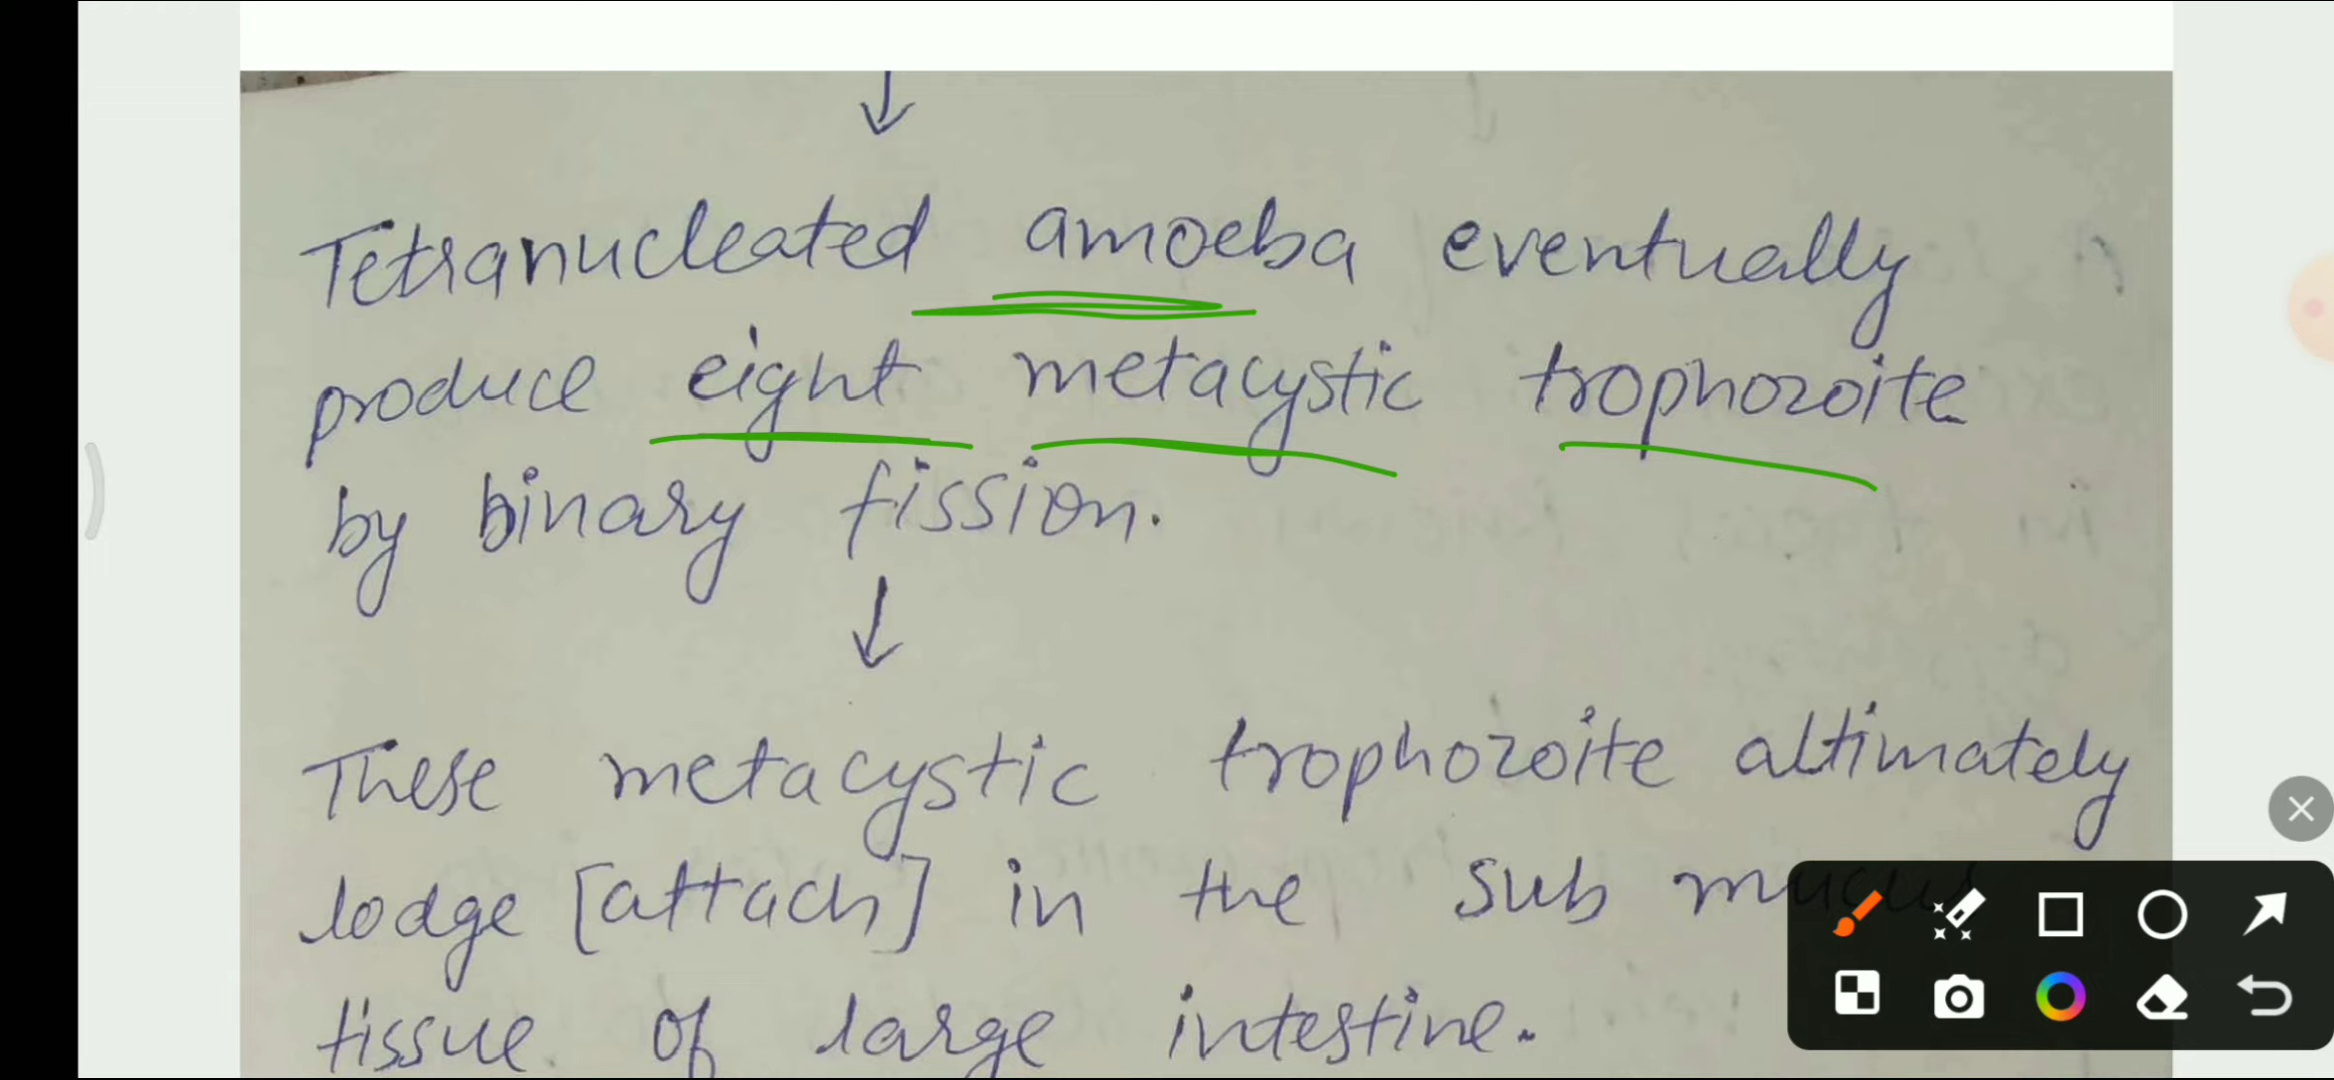 Tetranucleated amoeba eventually
produce eight metacystic trophozoite
by binary fission.
These metacystic trophozoite altimately
lodge [attach] in the sub mucus
tissue of large intestine.